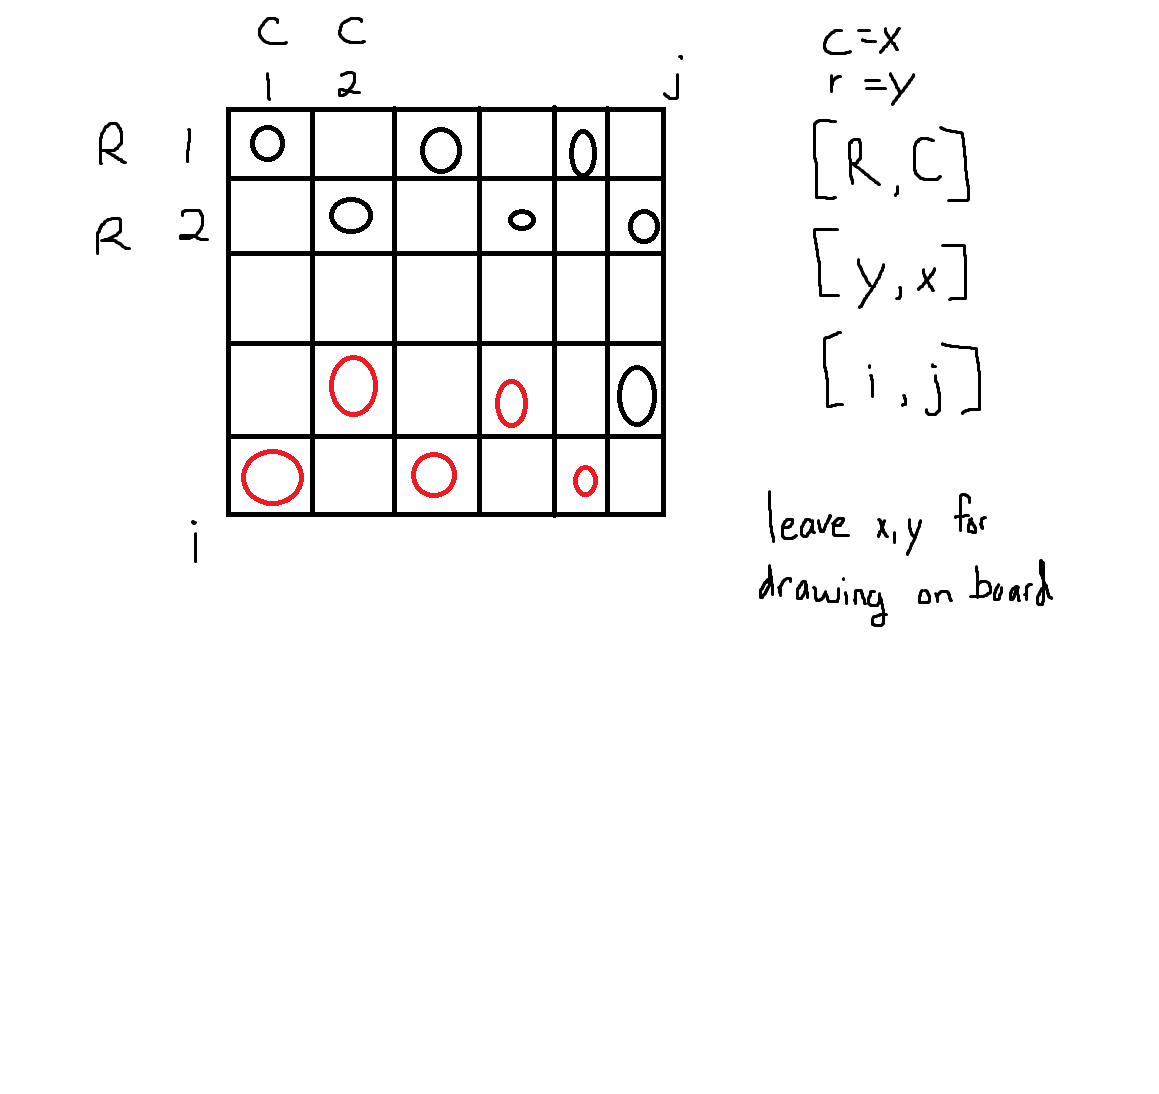 C C
1 2 j
R 1
R 2
i
c=x
r=y
[R, C]
[y, x]
[i, j]
leave x, y for
drawing on board